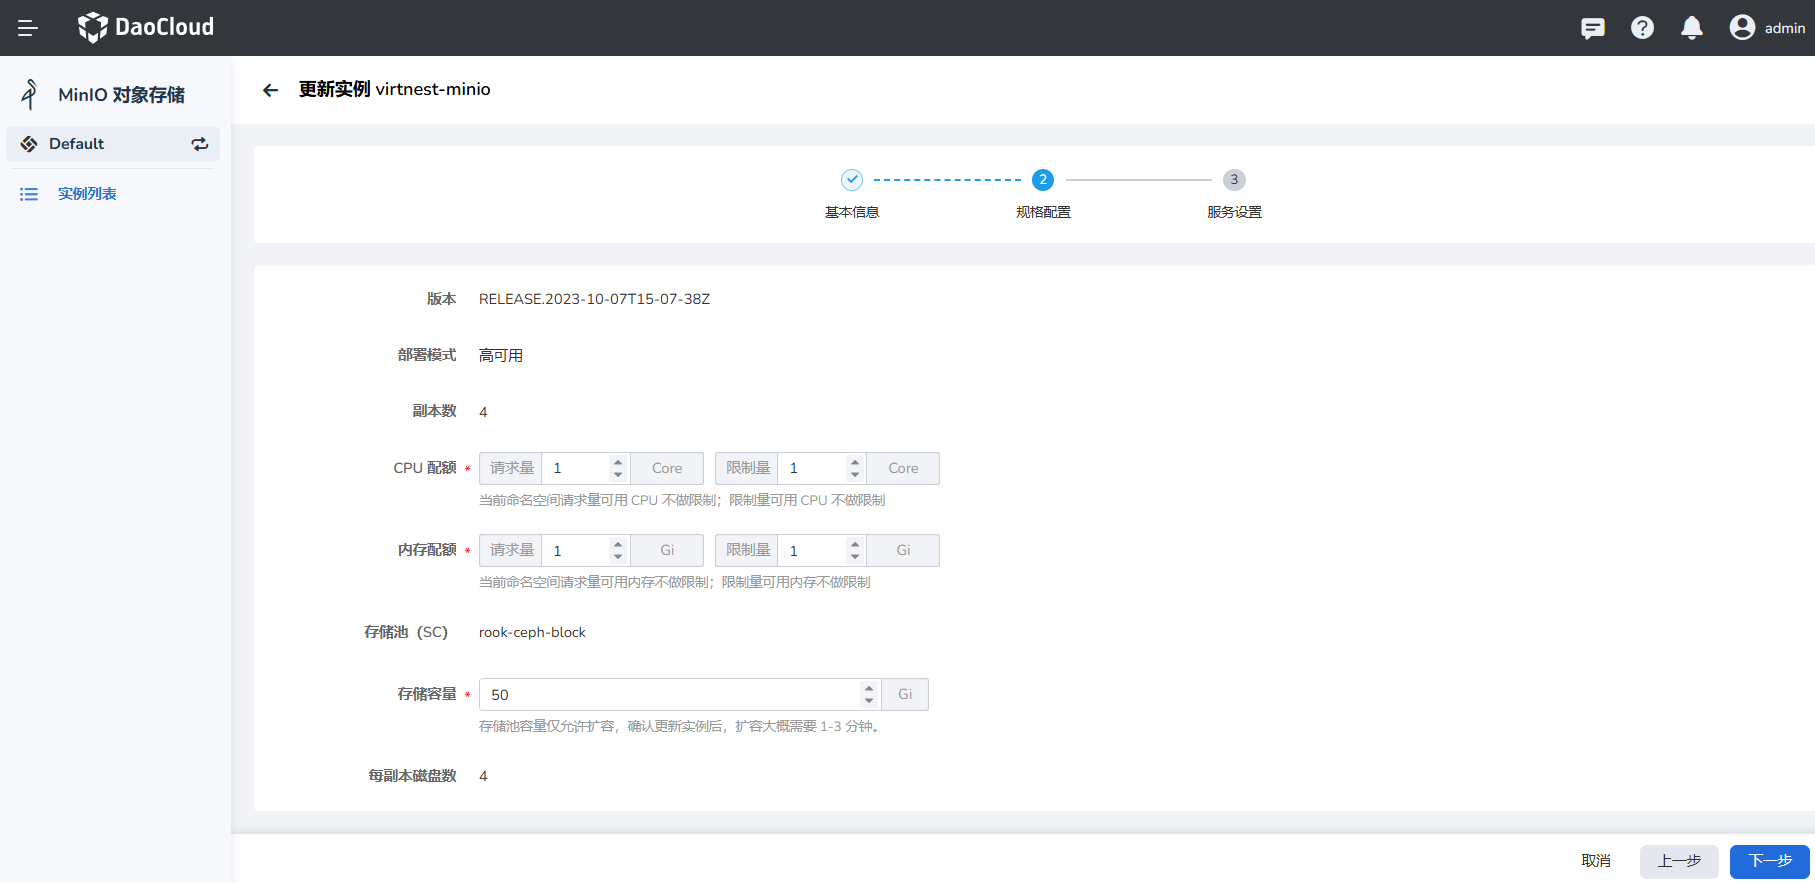 DaoCloud
admin
MinIO 对象存储
Default
实例列表
更新实例 virtnest-minio
2
3
基本信息
规格配置
服务设置
版本 RELEASE.2023-10-07T15-07-38Z
部署模式 高可用
副本数 4
CPU 配额 * 请求量 1 Core 限制量 1 Core
当前命名空间请求量可用 CPU 不做限制；限制量可用 CPU 不做限制
内存配额 * 请求量 1 Gi 限制量 1 Gi
当前命名空间请求量可用内存不做限制；限制量可用内存不做限制
存储池（SC） rook-ceph-block
存储容量 * 50 Gi
存储池容量仅允许扩容，确认更新实例后，扩容大概需要 1-3 分钟。
每副本磁盘数 4
取消 上一步 下一步